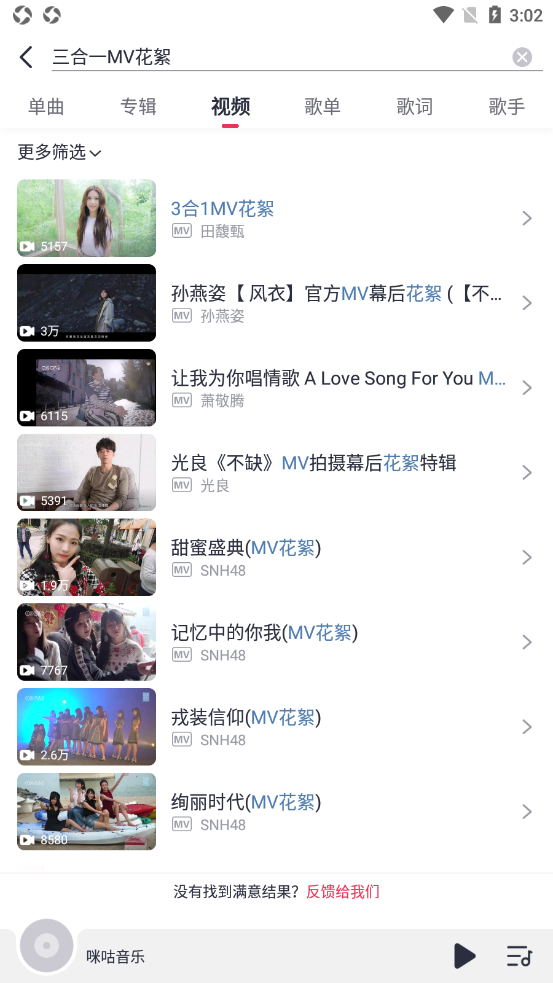 3:02
三合一MV花絮
单曲 专辑 视频 歌单 歌词 歌手
更多筛选
3合1MV花絮
MV 田馥甄
5157
孙燕姿【 风衣】官方MV幕后花絮 (【不...
MV 孙燕姿
3万
让我为你唱情歌 A Love Song For You M...
MV 萧敬腾
6115
光良《不缺》MV拍摄幕后花絮特辑
MV 光良
5391
甜蜜盛典(MV花絮)
MV SNH48
1.9万
记忆中的你我(MV花絮)
MV SNH48
7767
戎装信仰(MV花絮)
MV SNH48
2.6万
绚丽时代(MV花絮)
MV SNH48
8580
没有找到满意结果？反馈给我们
咪咕音乐